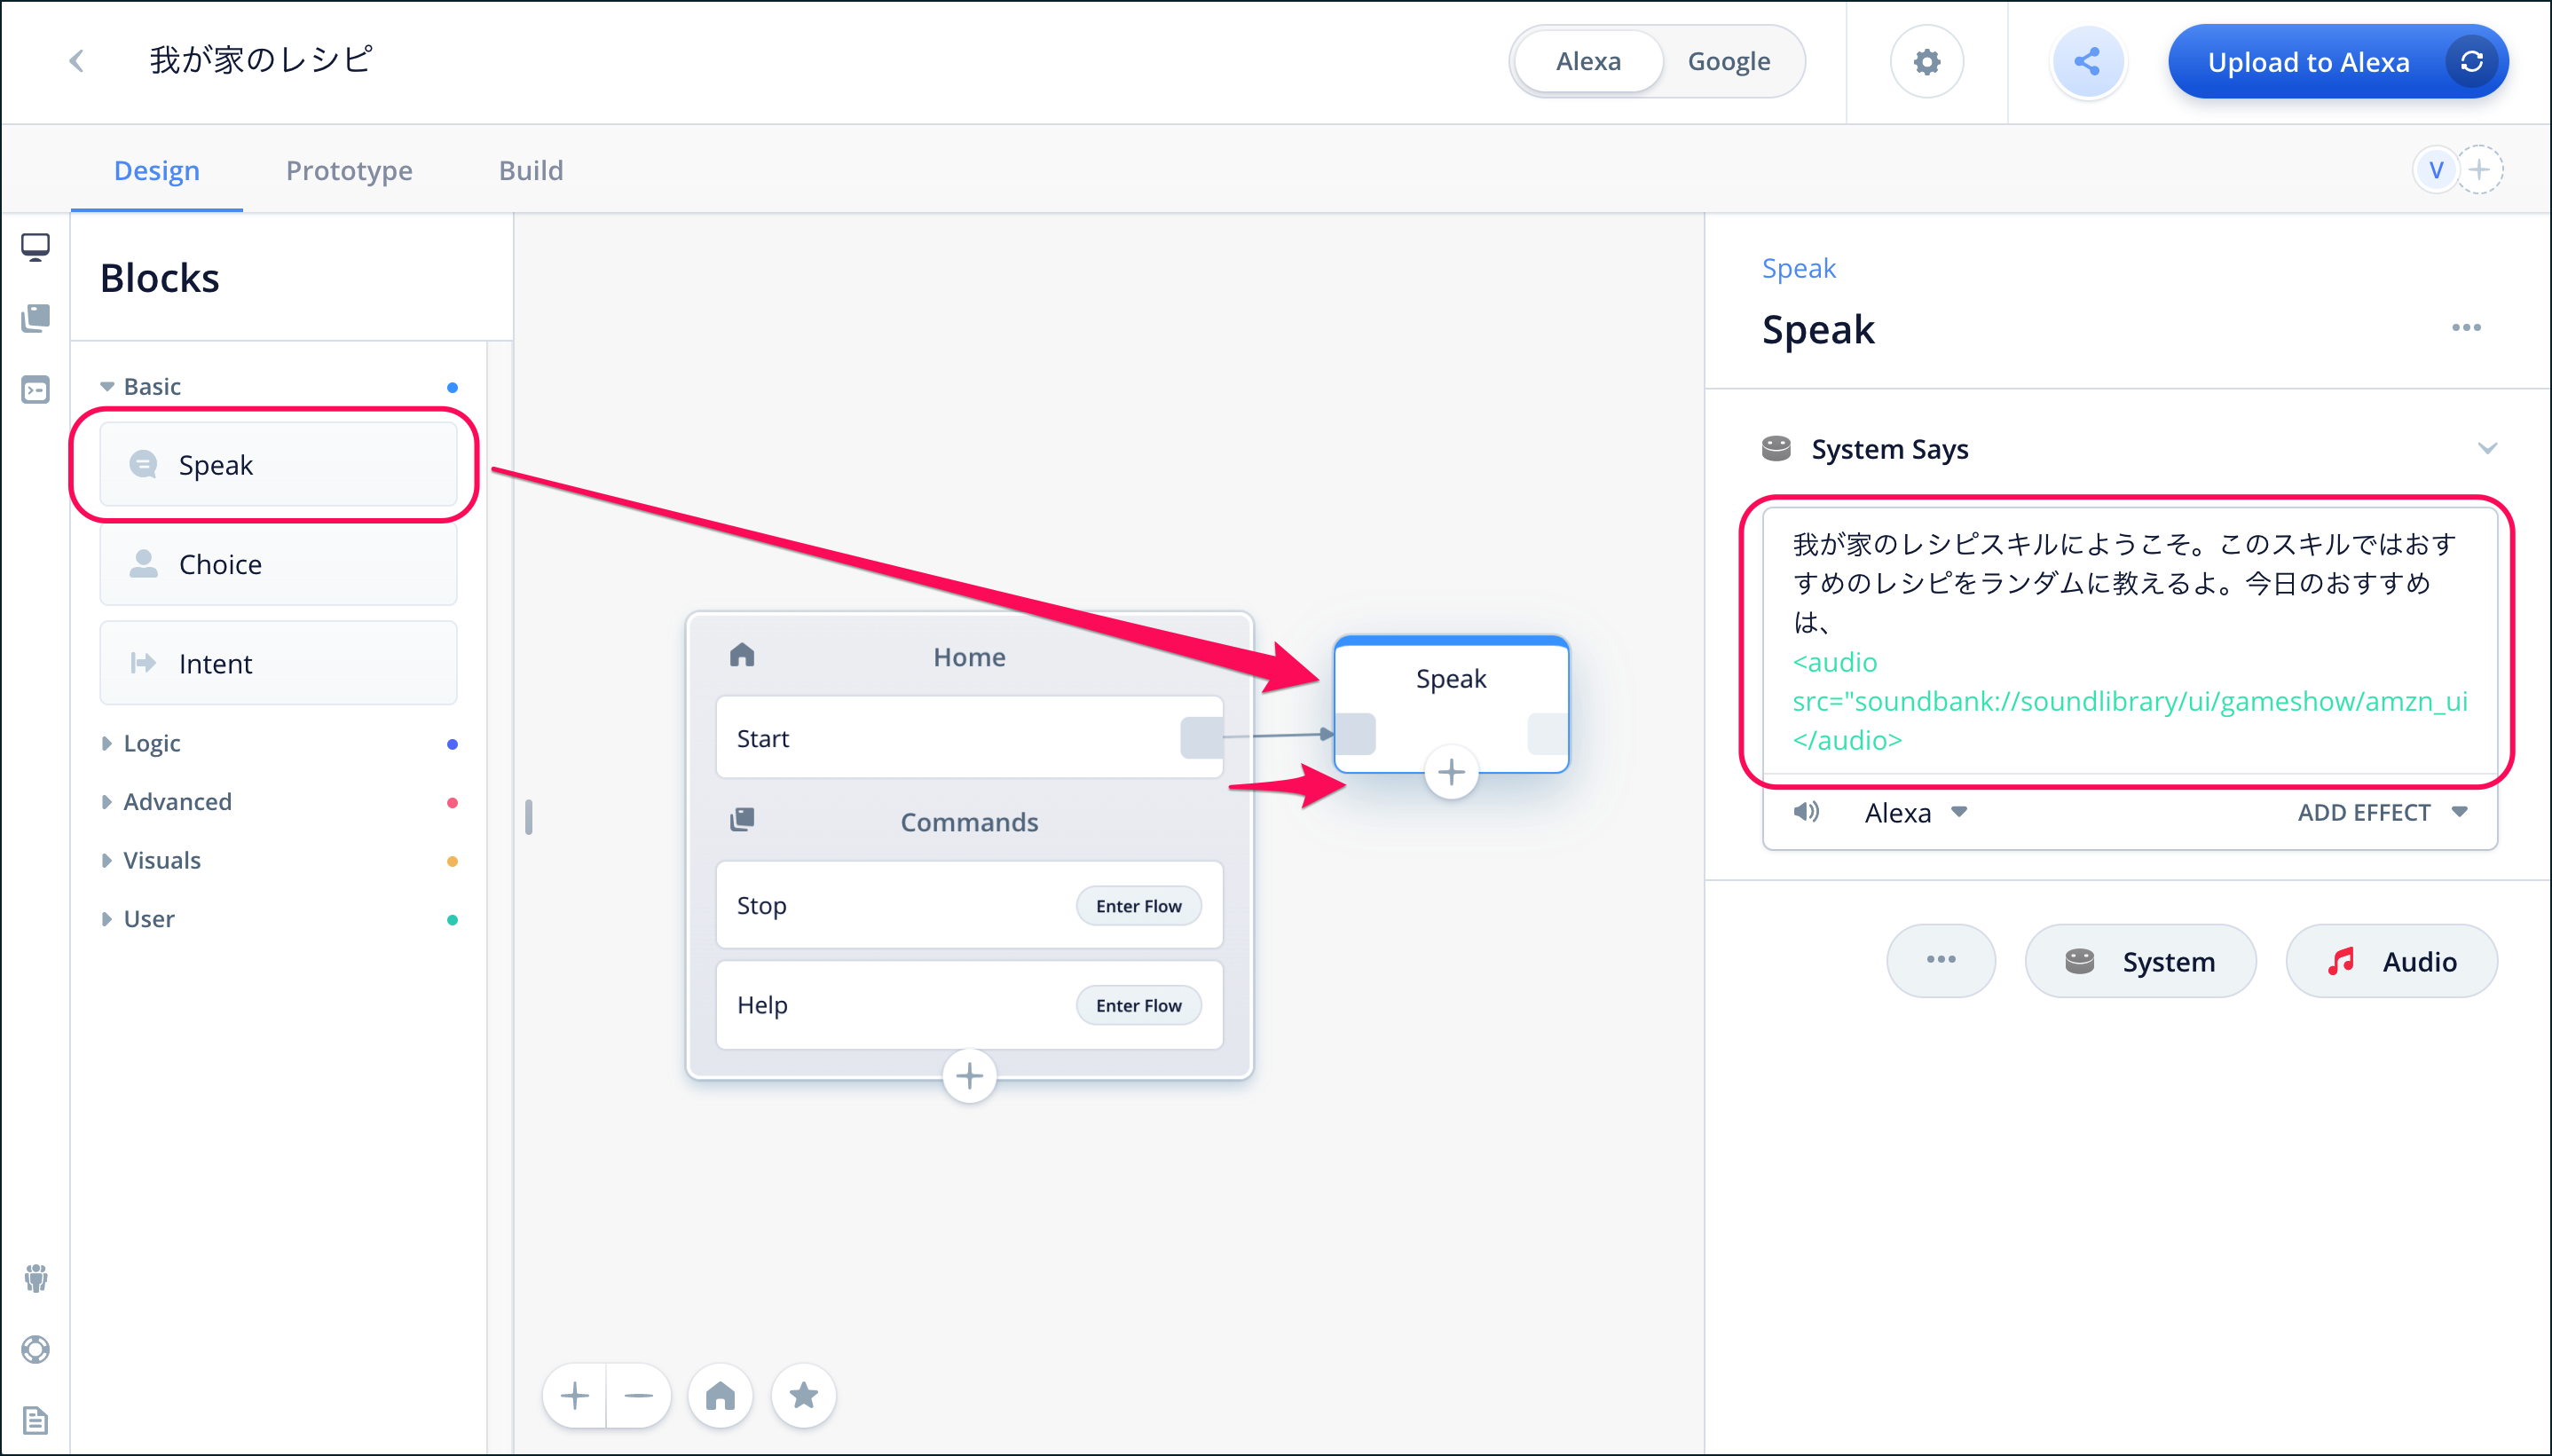 我が家のレシピ
Alexa
Google
Upload to Alexa
Design
Prototype
Build
V
Blocks
Basic
Speak
Choice
Intent
Logic
Advanced
Visuals
User
Home
Start
Commands
Stop
Enter Flow
Help
Enter Flow
Speak
Speak
Speak
System Says
我が家のレシピスキルにようこそ。このスキルではおす
すめのレシピをランダムに教えるよ。今日のおすすめ
は、
<audio
src="soundbank://soundlibrary/ui/gameshow/amzn_ui
</audio>
Alexa
ADD EFFECT
System
Audio